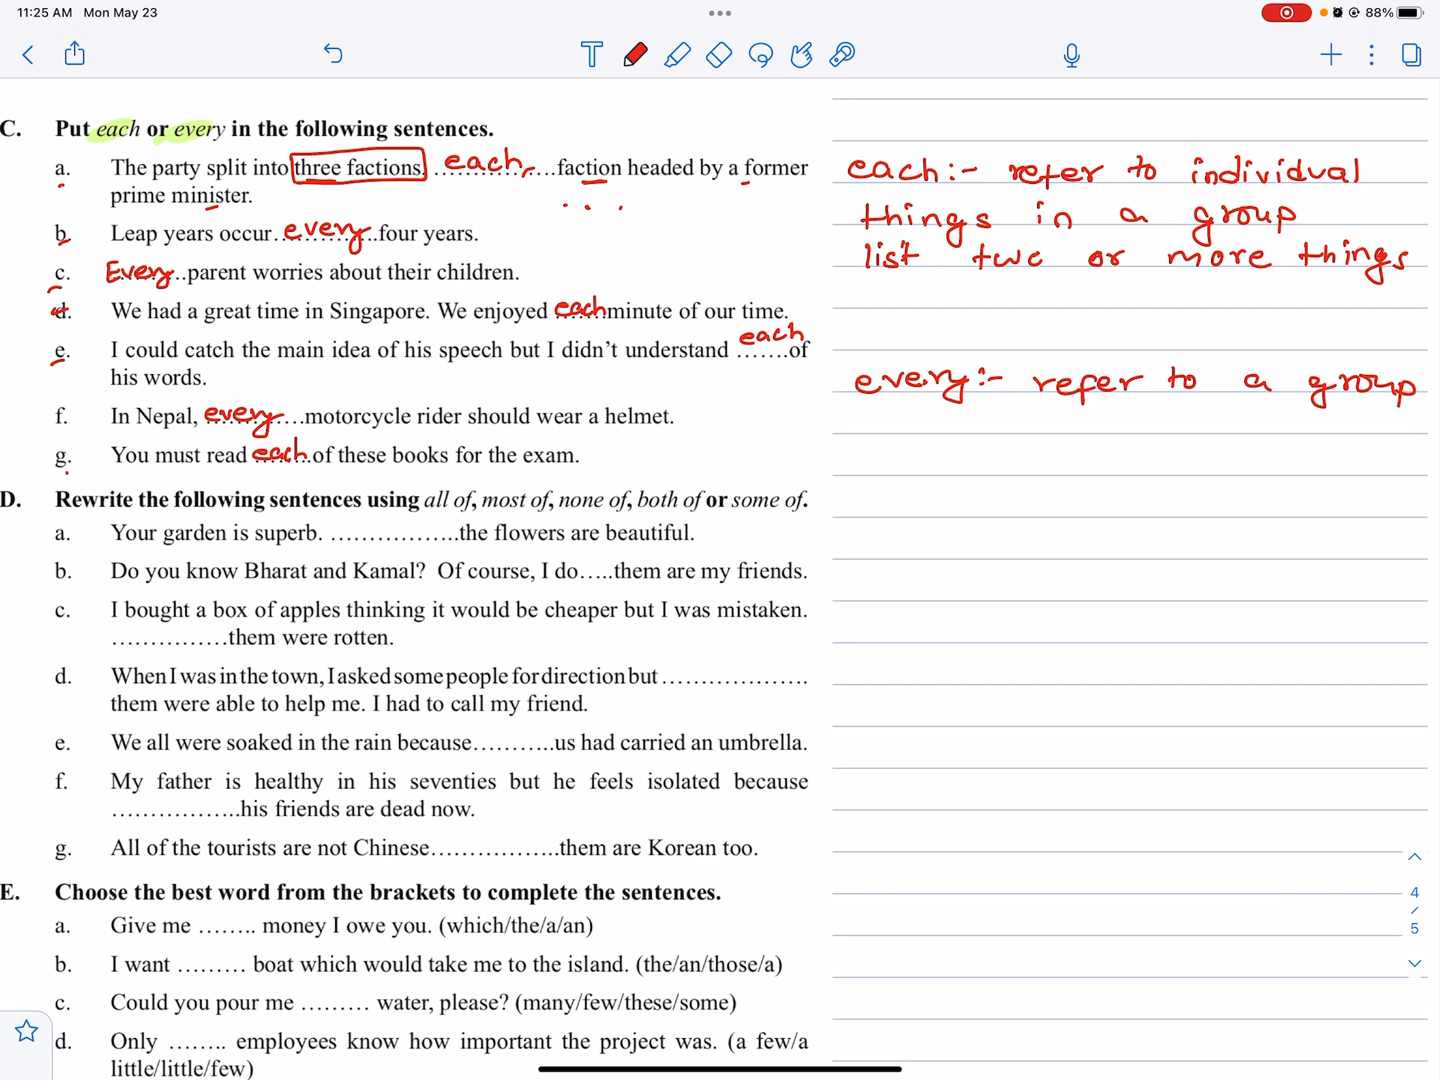 11:25 AM Mon May 23
88%
C. Put each or every in the following sentences.
a. The party split into three factions. each faction headed by a former
prime minister.
b. Leap years occur...every...four years.
c. Every..parent worries about their children.
d. We had a great time in Singapore. We enjoyed each minute of our time.
e. I could catch the main idea of his speech but I didn't understand each .......of
his words.
f. In Nepal, every....motorcycle rider should wear a helmet.
g. You must read each.of these books for the exam.
each:- refer to individual
things in a group
list two or more things
every:- refer to a group
D. Rewrite the following sentences using all of, most of, none of, both of or some of.
a. Your garden is superb. ……………..the flowers are beautiful.
b. Do you know Bharat and Kamal? Of course, I do…..them are my friends.
c. I bought a box of apples thinking it would be cheaper but I was mistaken.
……………them were rotten.
d. When I was in the town, I asked some people for direction but ……………….
them were able to help me. I had to call my friend.
e. We all were soaked in the rain because………..us had carried an umbrella.
f. My father is healthy in his seventies but he feels isolated because
……………..his friends are dead now.
g. All of the tourists are not Chinese……………..them are Korean too.
E. Choose the best word from the brackets to complete the sentences.
a. Give me …….. money I owe you. (which/the/a/an)
b. I want ……… boat which would take me to the island. (the/an/those/a)
c. Could you pour me ……… water, please? (many/few/these/some)
d. Only …….. employees know how important the project was. (a few/a
little/little/few)
4
/
5